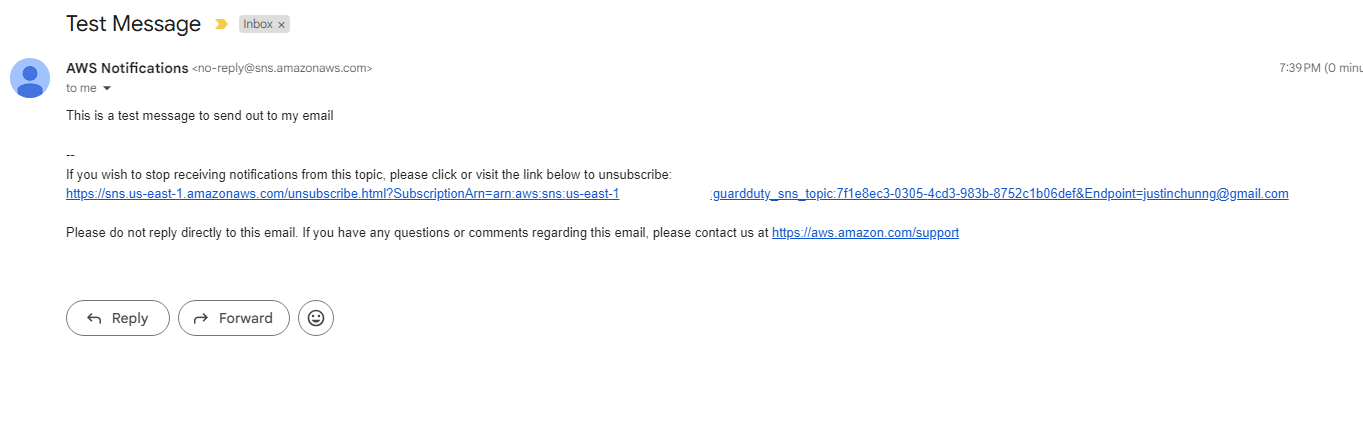 Test Message Inbox ×
AWS Notifications <no-reply@sns.amazonaws.com> 7:39 PM (0 minu
to me
This is a test message to send out to my email
--
If you wish to stop receiving notifications from this topic, please click or visit the link below to unsubscribe:
https://sns.us-east-1.amazonaws.com/unsubscribe.html?SubscriptionArn=arn:aws:sns:us-east-1 :guardduty_sns_topic:7f1e8ec3-0305-4cd3-983b-8752c1b06def&Endpoint=justinchunng@gmail.com
Please do not reply directly to this email. If you have any questions or comments regarding this email, please contact us at https://aws.amazon.com/support
Reply Forward